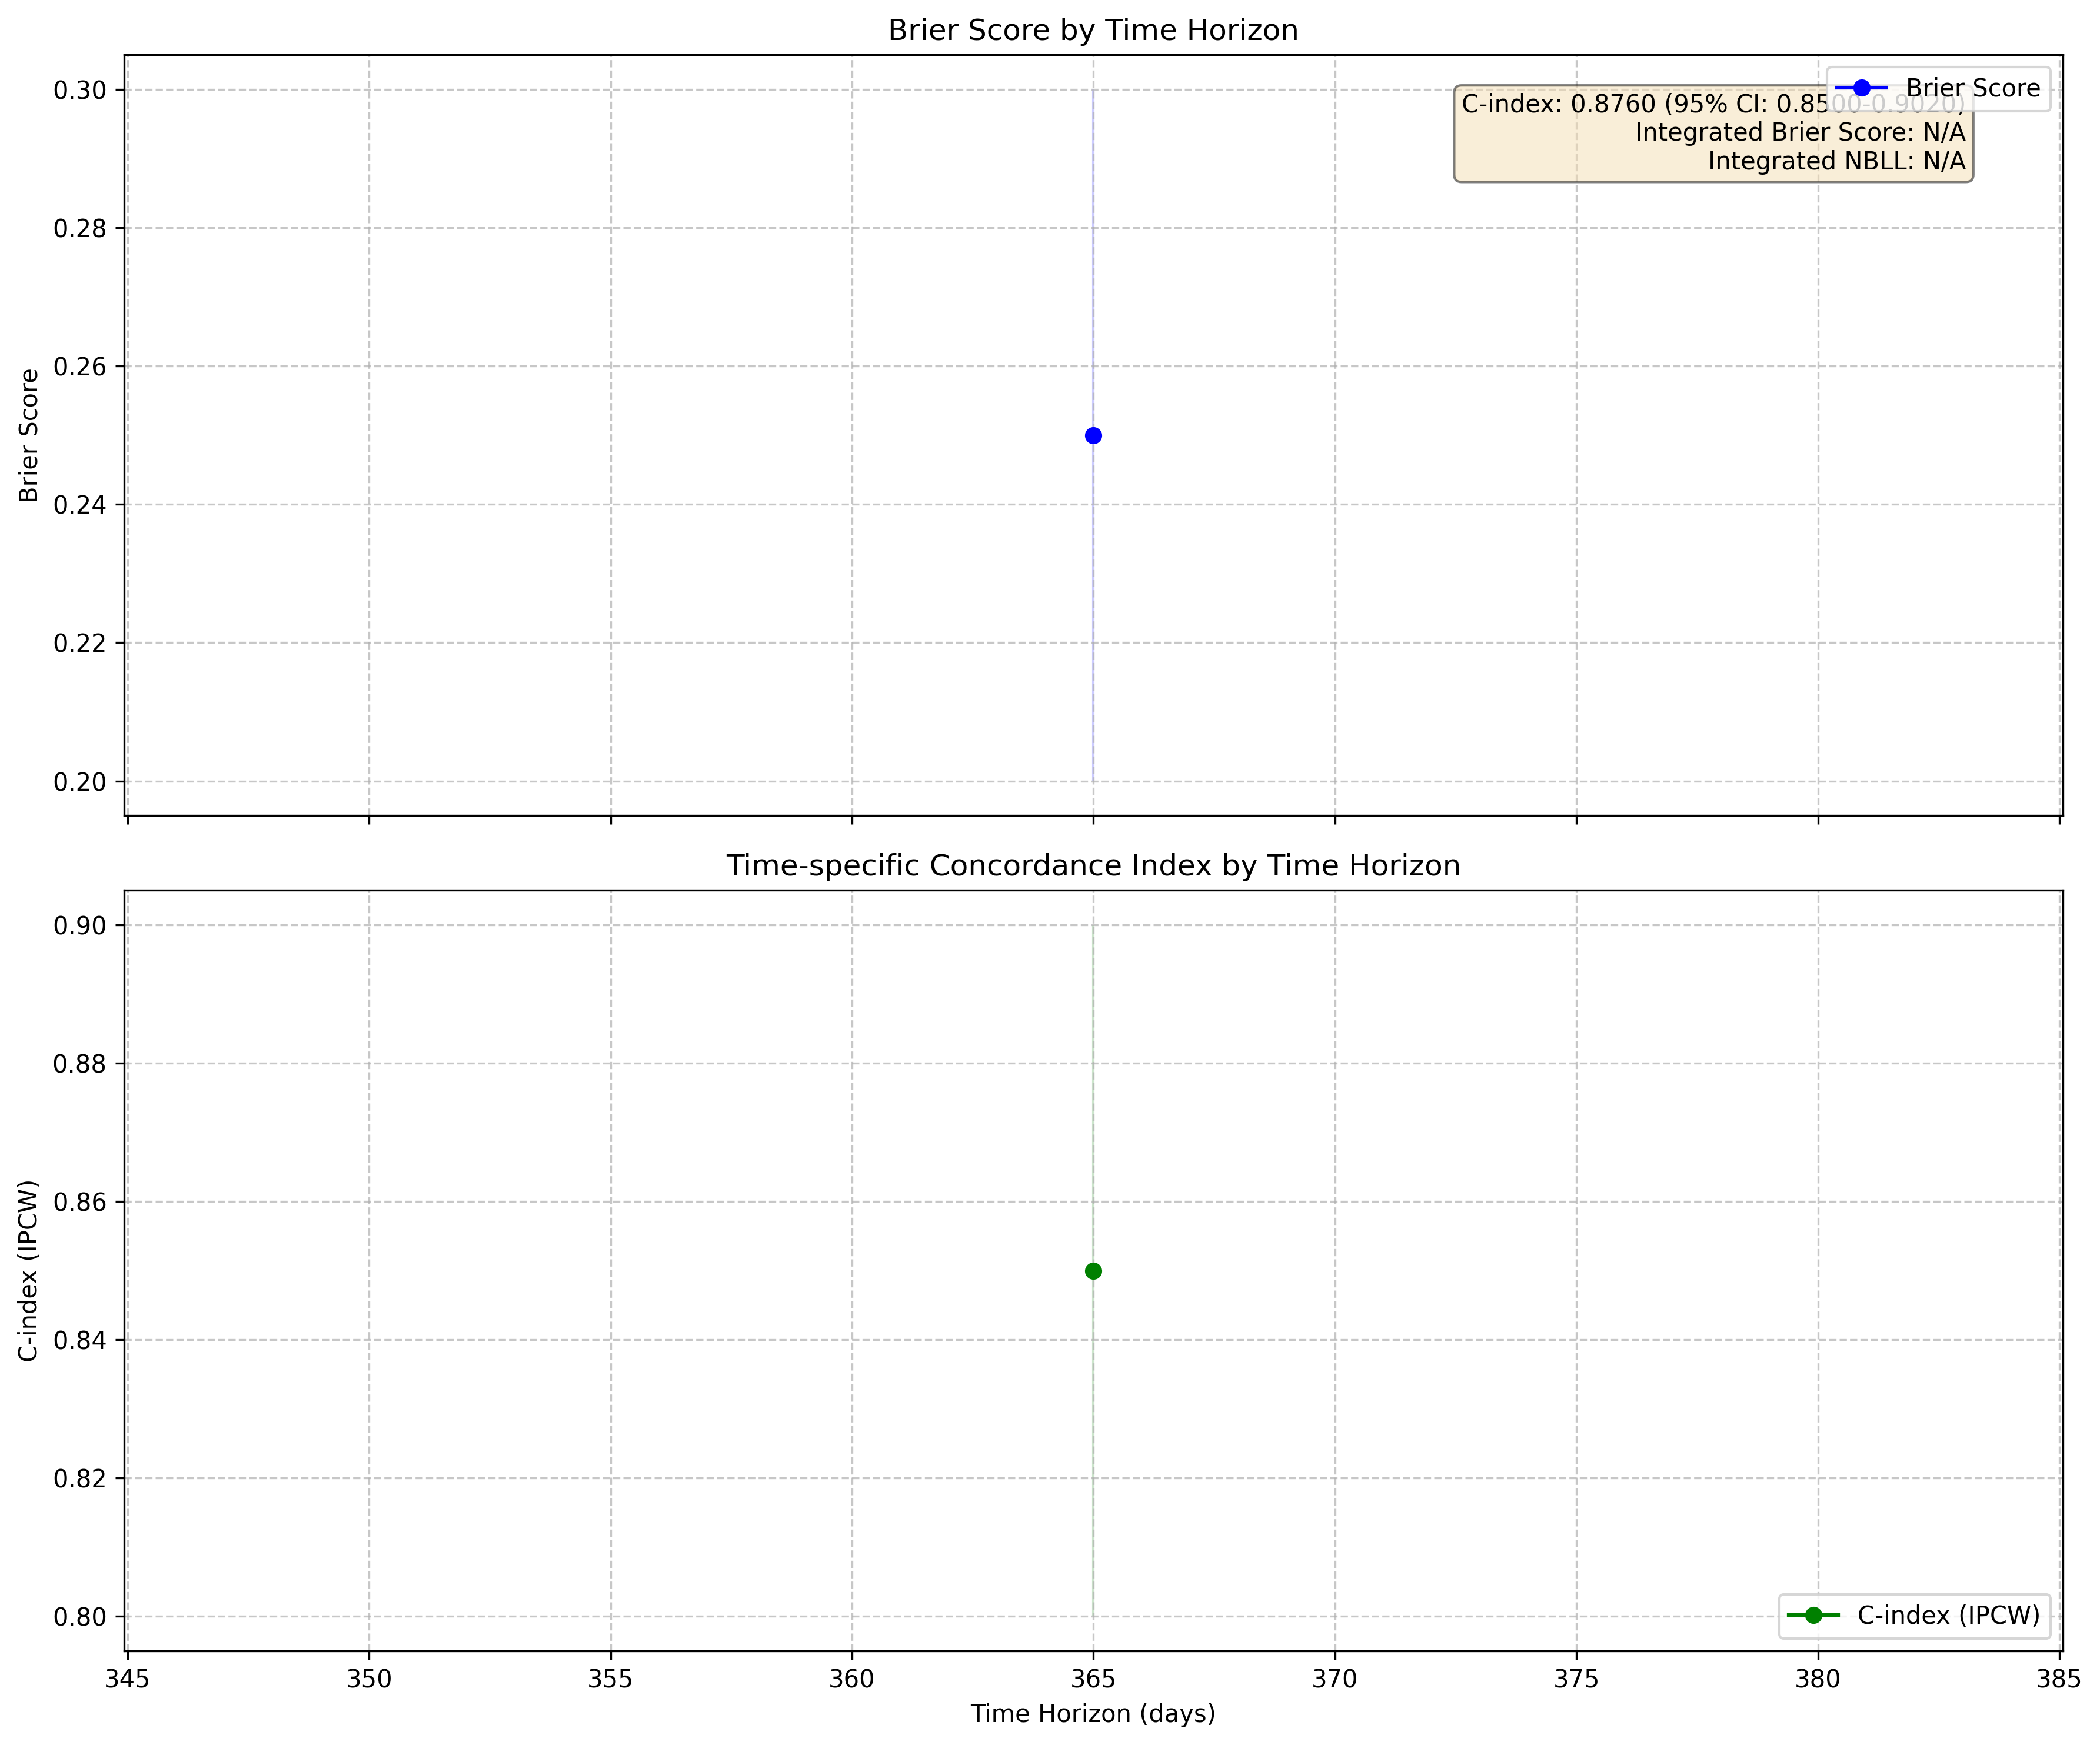 Brier Score by Time Horizon
0.30
0.28
0.26
0.24
0.22
0.20
Brier Score
Brier Score
C-index: 0.8760 (95% CI: 0.8500-0.9020)
Integrated Brier Score: N/A
Integrated NBLL: N/A
Time-specific Concordance Index by Time Horizon
0.90
0.88
0.86
0.84
0.82
0.80
C-index (IPCW)
C-index (IPCW)
345 350 355 360 365 370 375 380 385
Time Horizon (days)